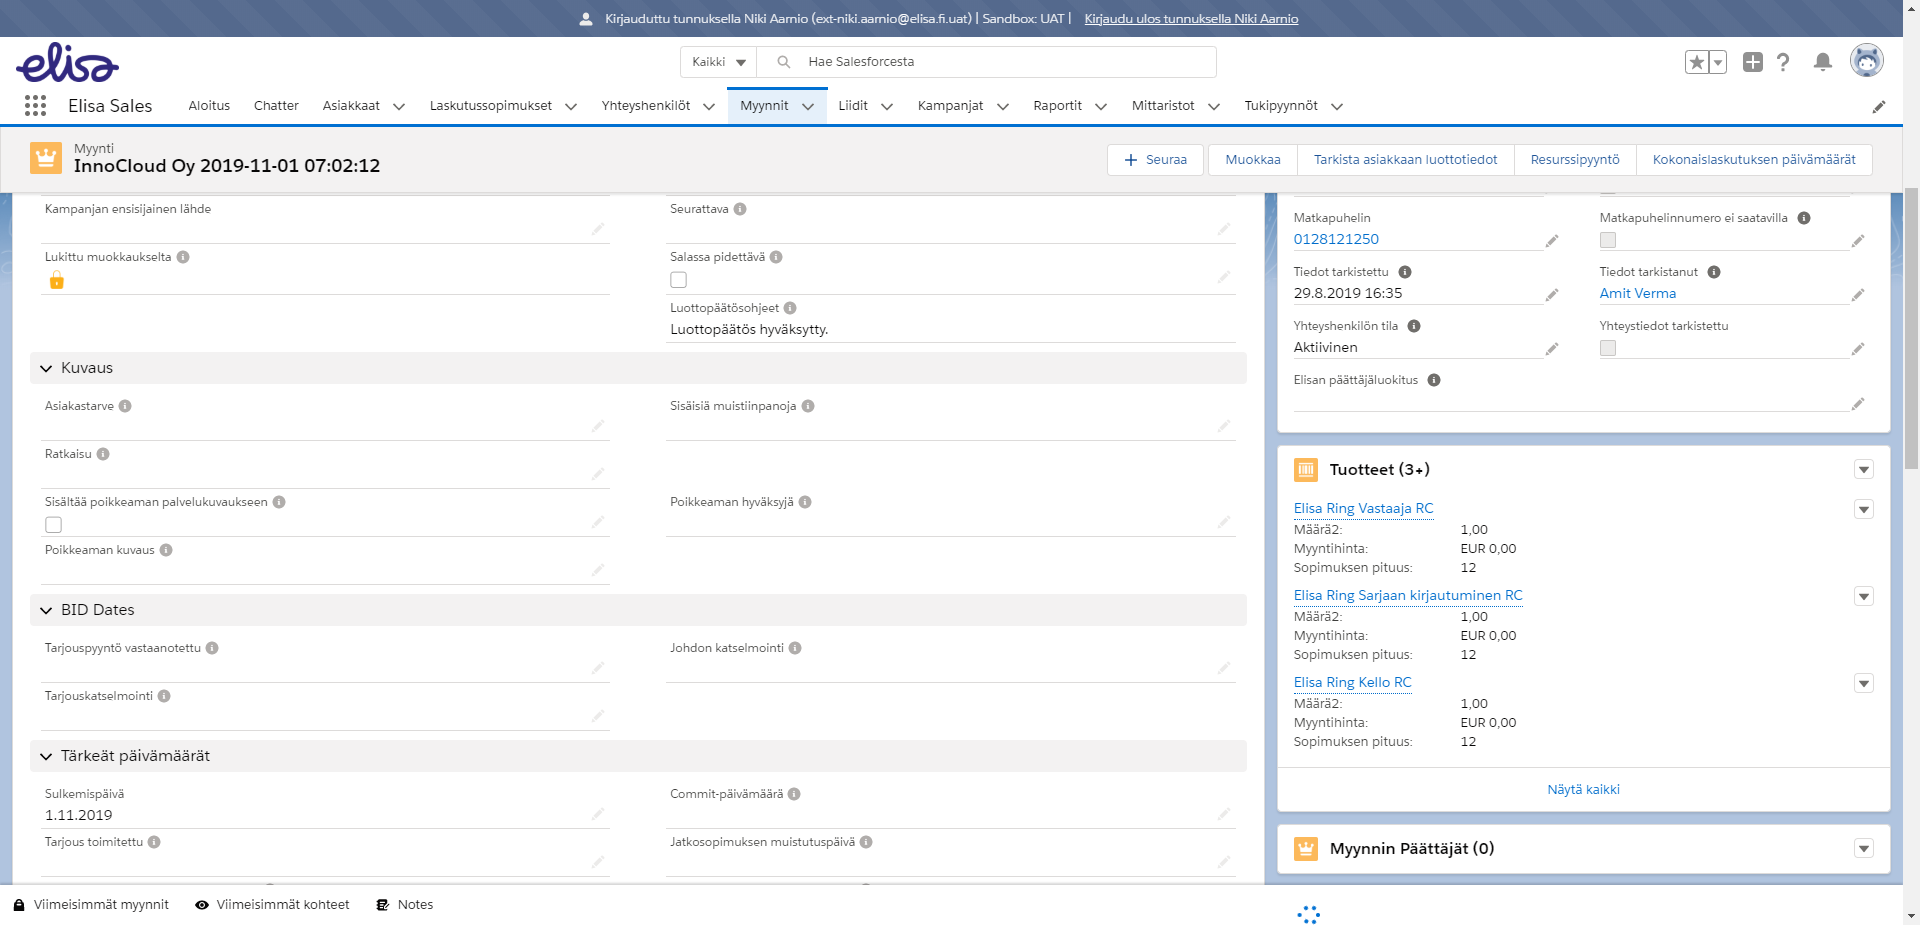 Kirjauduttu tunnuksella Niki Aarnio (ext-niki.aarnio@elisa.fi.uat) | Sandbox: UAT | Kirjaudu ulos tunnuksella Niki Aarnio
elisa
Kaikki
Hae Salesforcesta
Elisa Sales
Aloitus
Chatter
Asiakkaat
Laskutussopimukset
Yhteyshenkilöt
Myynnit
Liidit
Kampanjat
Raportit
Mittaristot
Tukipyynnöt
Myynti
InnoCloud Oy 2019-11-01 07:02:12
Seuraa
Muokkaa
Tarkista asiakkaan luottotiedot
Resurssipyyntö
Kokonaislaskutuksen päivämäärät
Kampanjan ensisijainen lähde
Seurattava
Lukittu muokkaukselta
Salassa pidettävä
Luottopäätösohjeet
Luottopäätös hyväksytty.
Kuvaus
Asiakastarve
Sisäisiä muistiinpanoja
Ratkaisu
Sisältää poikkeaman palvelukuvaukseen
Poikkeaman hyväksyjä
Poikkeaman kuvaus
BID Dates
Tarjouspyyntö vastaanotettu
Johdon katselmointi
Tarjouskatselmointi
Tärkeät päivämäärät
Sulkemispäivä
1.11.2019
Commit-päivämäärä
Tarjous toimitettu
Jatkosopimuksen muistutuspäivä
Matkapuhelin
0128121250
Matkapuhelinnumero ei saatavilla
Tiedot tarkistettu
29.8.2019 16:35
Tiedot tarkistanut
Amit Verma
Yhteyshenkilön tila
Aktiivinen
Yhteystiedot tarkistettu
Elisan päättäjäluokitus
Tuotteet (3+)
Elisa Ring Vastaaja RC
Määrä2: 1,00
Myyntihinta: EUR 0,00
Sopimuksen pituus: 12
Elisa Ring Sarjaan kirjautuminen RC
Määrä2: 1,00
Myyntihinta: EUR 0,00
Sopimuksen pituus: 12
Elisa Ring Kello RC
Määrä2: 1,00
Myyntihinta: EUR 0,00
Sopimuksen pituus: 12
Näytä kaikki
Myynnin Päättäjät (0)
Viimeisimmät myynnit
Viimeisimmät kohteet
Notes